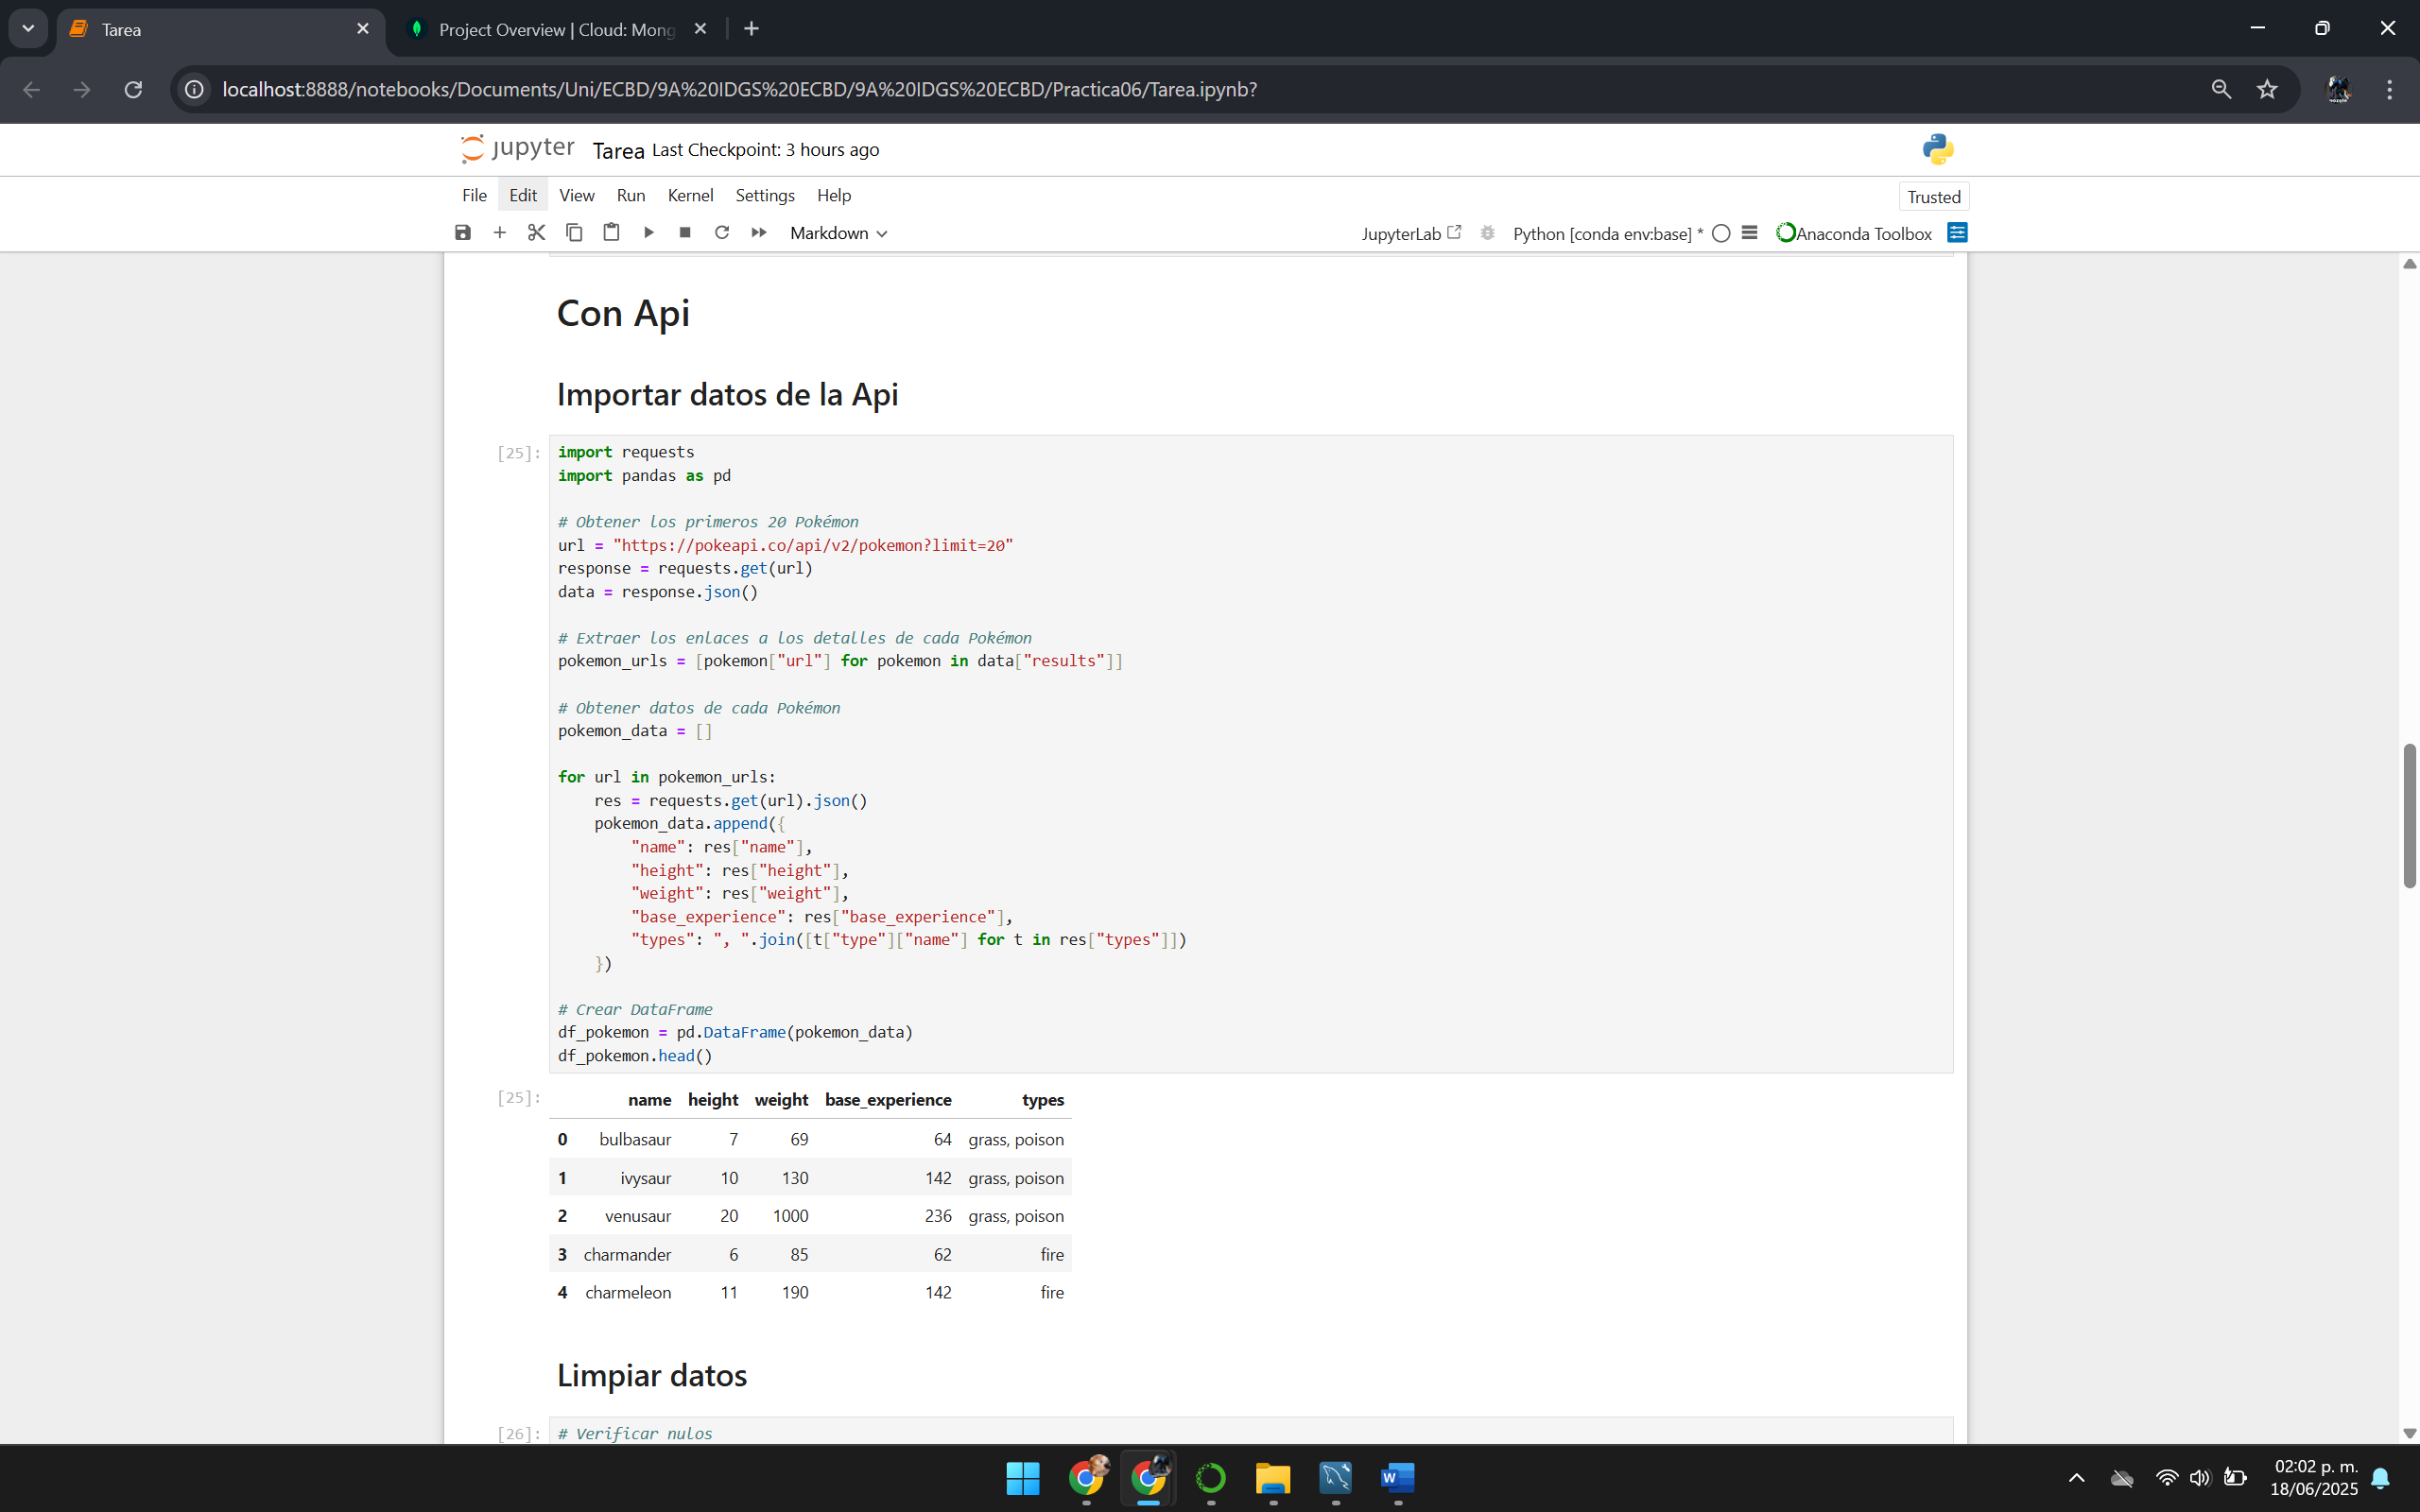 Tarea
Project Overview | Cloud: Mong
localhost:8888/notebooks/Documents/Uni/ECBD/9A%20IDGS%20ECBD/9A%20IDGS%20ECBD/Practica06/Tarea.ipynb?
jupyter Tarea Last Checkpoint: 3 hours ago
File Edit View Run Kernel Settings Help
Trusted
Markdown
JupyterLab Python [conda env:base] * Anaconda Toolbox
Con Api
Importar datos de la Api
[25]:
import requests
import pandas as pd
# Obtener los primeros 20 Pokémon
url = "https://pokeapi.co/api/v2/pokemon?limit=20"
response = requests.get(url)
data = response.json()
# Extraer los enlaces a los detalles de cada Pokémon
pokemon_urls = [pokemon["url"] for pokemon in data["results"]]
# Obtener datos de cada Pokémon
pokemon_data = []
for url in pokemon_urls:
    res = requests.get(url).json()
    pokemon_data.append({
        "name": res["name"],
        "height": res["height"],
        "weight": res["weight"],
        "base_experience": res["base_experience"],
        "types": ", ".join([t["type"]["name"] for t in res["types"]])
    })
# Crear DataFrame
df_pokemon = pd.DataFrame(pokemon_data)
df_pokemon.head()
[25]:
name height weight base_experience types
0 bulbasaur 7 69 64 grass, poison
1 ivysaur 10 130 142 grass, poison
2 venusaur 20 1000 236 grass, poison
3 charmander 6 85 62 fire
4 charmeleon 11 190 142 fire
Limpiar datos
[26]: # Verificar nulos
W
02:02 p. m.
18/06/2025